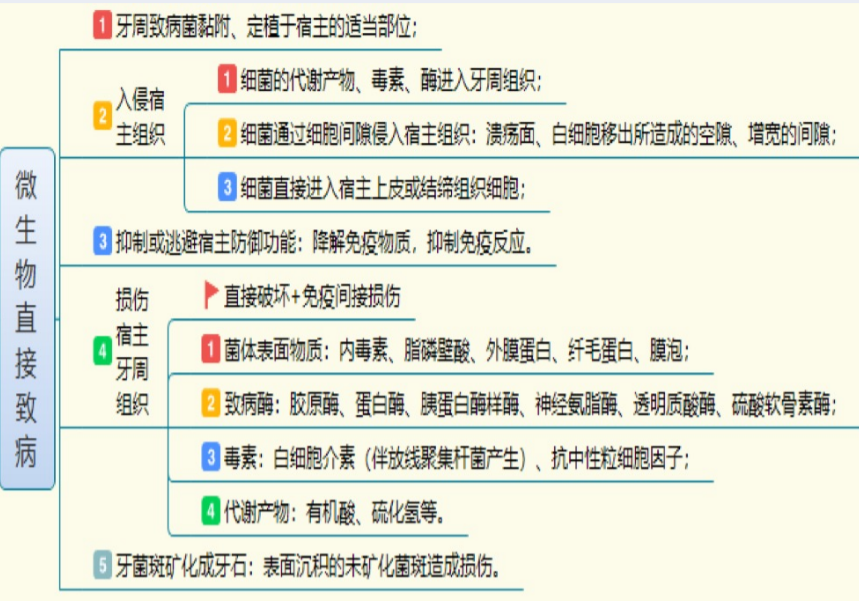 微生物直接致病
1 牙周致病菌黏附、定植于宿主的适当部位；
2 入侵宿主组织
1 细菌的代谢产物、毒素、酶进入牙周组织；
2 细菌通过细胞间隙侵入宿主组织：溃疡面、白细胞移出所造成的空隙、增宽的间隙；
3 细菌直接进入宿主上皮或结缔组织细胞；
3 抑制或逃避宿主防御功能：降解免疫物质，抑制免疫反应。
4 损伤宿主牙周组织
直接破坏+免疫间接损伤
1 菌体表面物质：内毒素、脂磷壁酸、外膜蛋白、纤毛蛋白、膜泡；
2 致病酶：胶原酶、蛋白酶、胰蛋白酶样酶、神经氨脂酶、透明质酸酶、硫酸软骨素酶；
3 毒素：白细胞介素（伴放线聚集杆菌产生）、抗中性粒细胞因子；
4 代谢产物：有机酸、硫化氢等。
5 牙菌斑矿化成牙石：表面沉积的未矿化菌斑造成损伤。